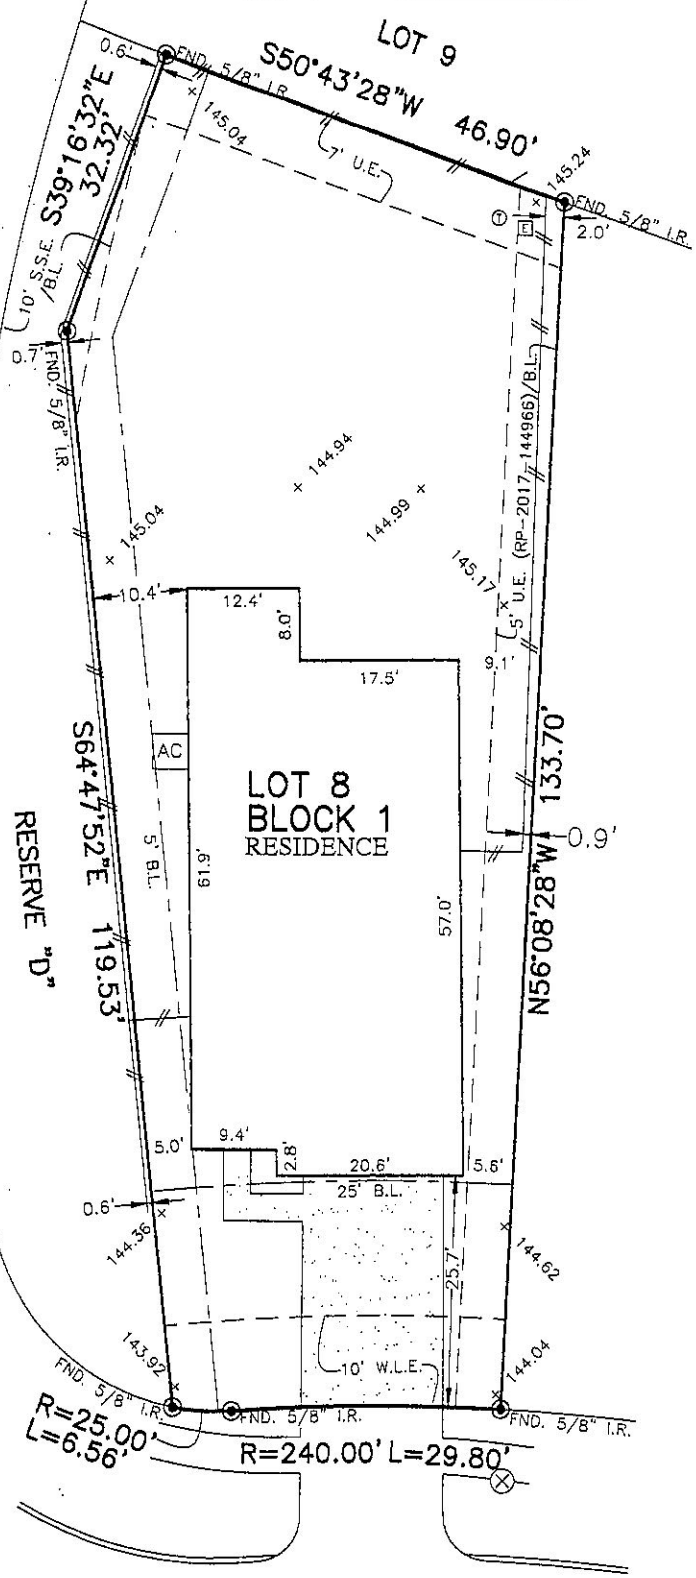 LOT 9
0.6'
FND. 5/8" I.R.
S50°43'28"W 46.90'
S39°16'32"E
32.32'
145.04
7' U.E.
145.24
FND. 5/8" I.R.
T
E
2.0'
10' S.S.E.
/B.L.
0.7'
FND. 5/8" I.R.
144.94
144.99
145.04
145.17
5' U.E. (RP-2017-144966)/B.L.
10.4'
12.4'
8.0'
17.5'
9.1'
S64°47'52"E 119.53'
AC
LOT 8
BLOCK 1
RESIDENCE
N56°08'28"W 133.70'
0.9'
RESERVE "D"
5' B.L.
61.9'
57.0'
5.0'
9.4'
2.8'
20.6'
5.6'
25' B.L.
0.6'
144.36
25.7'
144.62
143.92
10' W.L.E.
144.04
FND. 5/8" I.R.
FND. 5/8" I.R.
FND. 5/8" I.R.
R=25.00'
L=6.56'
R=240.00' L=29.80'